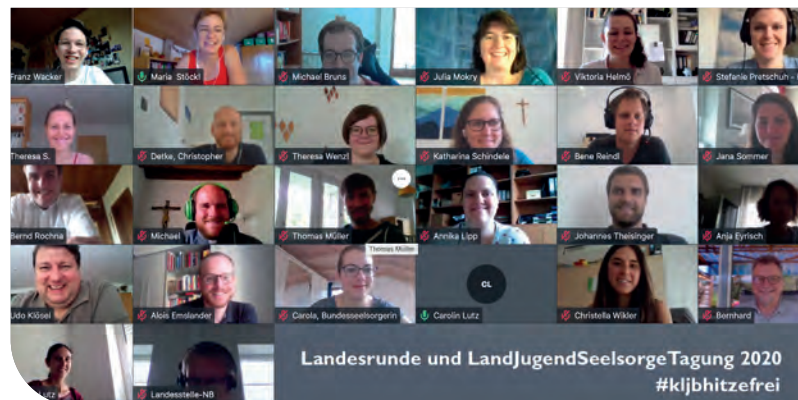 Franz Wacker
Maria Stöckl
Michael Bruns
Julia Mokry
Viktoria Helmö
Stefanie Pretschuh -
Theresa S.
Detke, Christopher
Theresa Wenzl
Katharina Schindele
Bene Reindl
Jana Sommer
Bernd Rochna
Michael
Thomas Müller
Annika Lipp
Johannes Theisinger
Anja Eyrisch
Thomas Müller
Udo Klösel
Alois Emslander
Carola, Bundesseelsorgerin
CL
Carolin Lutz
Christella Wikler
Bernhard
Lutz
Landesstelle-NB
Landesrunde und LandJugendSeelsorgeTagung 2020
#kljbhitzefrei